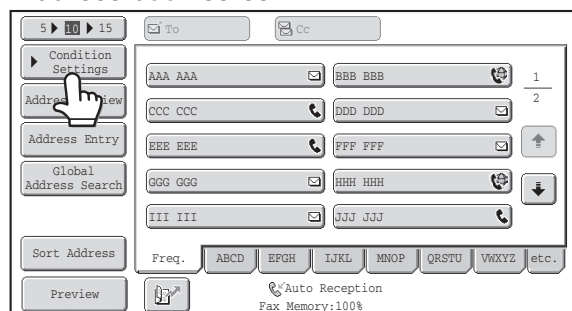 5 10 15
To
Cc
Condition
Settings
Address Entry
Global
Address Search
Sort Address
Preview
AAA AAA
BBB BBB
CCC CCC
DDD DDD
EEE EEE
FFF FFF
GGG GGG
HHH HHH
III III
JJJ JJJ
1
2
Freq.
ABCD
EFGH
IJKL
MNOP
QRSTU
VWXYZ
etc.
Auto Reception
Fax Memory:100%